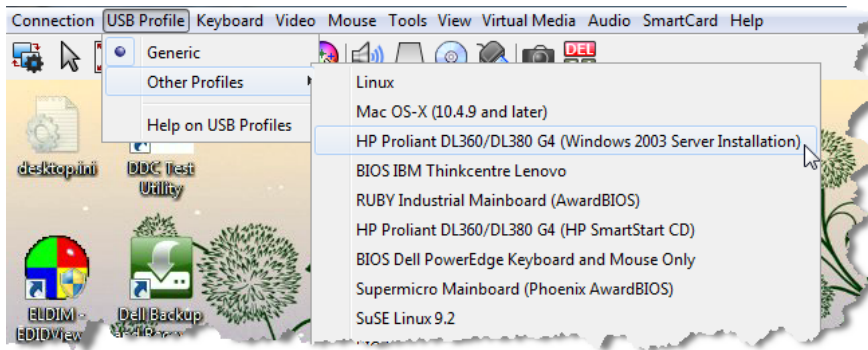 Connection USB Profile Keyboard Video Mouse Tools View Virtual Media Audio SmartCard Help
DEL
Generic
Other Profiles
Help on USB Profiles
Linux
Mac OS-X (10.4.9 and later)
HP Proliant DL360/DL380 G4 (Windows 2003 Server Installation)
BIOS IBM Thinkcentre Lenovo
RUBY Industrial Mainboard (AwardBIOS)
HP Proliant DL360/DL380 G4 (HP SmartStart CD)
BIOS Dell PowerEdge Keyboard and Mouse Only
Supermicro Mainboard (Phoenix AwardBIOS)
SuSE Linux 9.2
desktop.ini
DDC Test
Utility
ELDIM -
EDIDView
Dell Backup
and